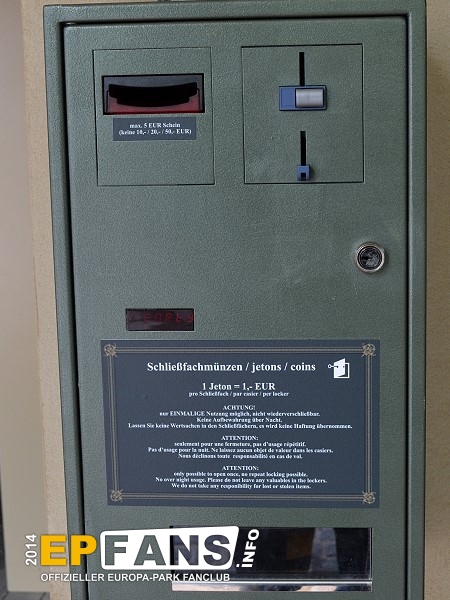 max. 5 EUR Schein
(keine 10,- / 20,- / 50,- EUR)
Schließfachmünzen / jetons / coins
1 Jeton = 1,- EUR
pro Schließfach / par casier / per locker
ACHTUNG!
nur EINMALIGE Nutzung möglich, nicht wiederverschließbar.
Keine Aufbewahrung über Nacht.
Lassen Sie keine Wertsachen in den Schließfächern, es wird keine Haftung übernommen.
ATTENTION:
seulement pour une fermeture, pas d'usage répétitif.
Pas d'usage pour la nuit. Ne laissez aucun objet de valeur dans les casiers.
Nous déclinons toute responsabilité en cas de vol.
ATTENTION:
only possible to open once, no repeat locking possible.
No over night usage. Please do not leave any valuables in the lockers.
We do not take any responibility for lost or stolen items.
2014
EPFANS.iNFO
OFFIZIELLER EUROPA-PARK FANCLUB